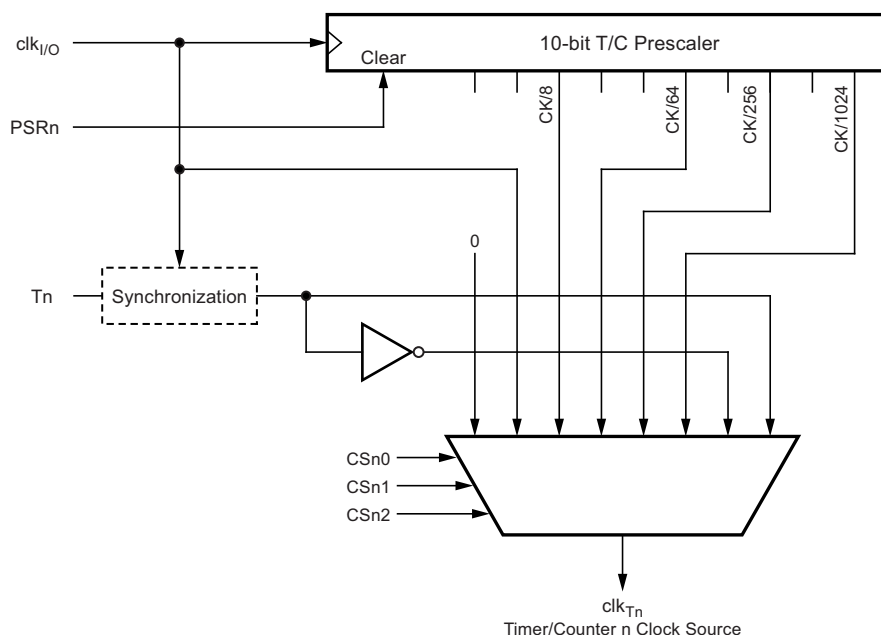 clkI/O
10-bit T/C Prescaler
Clear
PSRn
CK/8
CK/64
CK/256
CK/1024
0
Tn
Synchronization
CSn0
CSn1
CSn2
clkTn
Timer/Counter n Clock Source